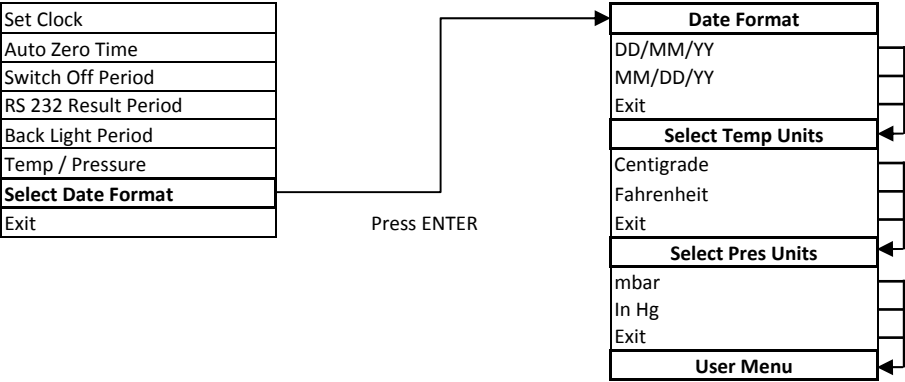 Set Clock
Auto Zero Time
Switch Off Period
RS 232 Result Period
Back Light Period
Temp / Pressure
Select Date Format
Exit
Press ENTER
Date Format
DD/MM/YY
MM/DD/YY
Exit
Select Temp Units
Centigrade
Fahrenheit
Exit
Select Pres Units
mbar
In Hg
Exit
User Menu